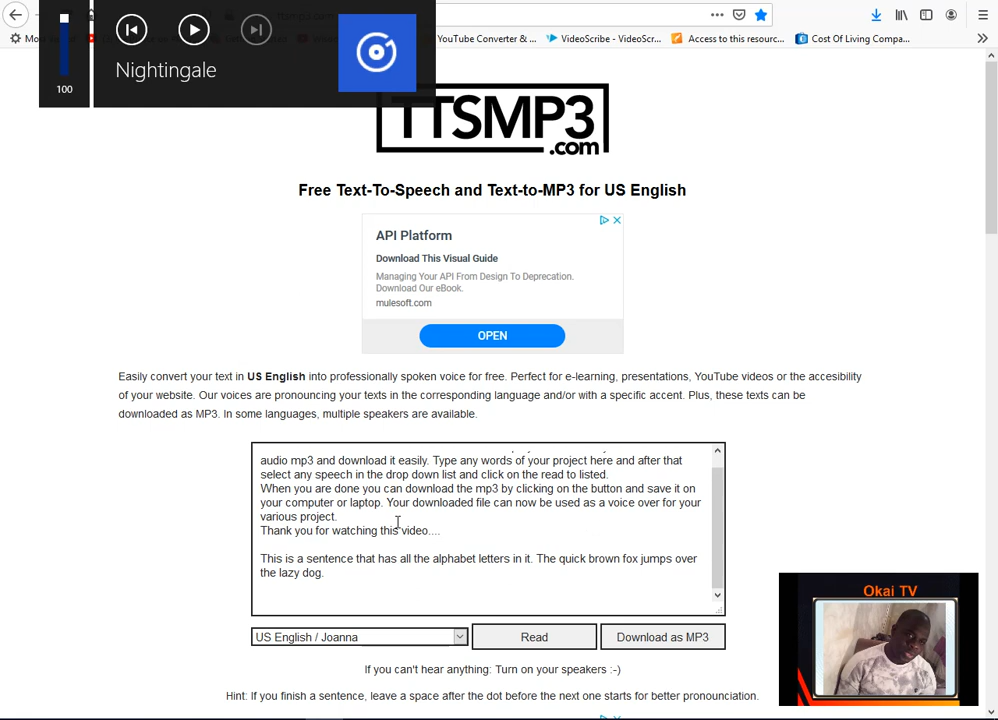 100
Nightingale
YouTube Converter & ...
VideoScribe - VideoScr...
Access to this resourc...
Cost Of Living Compa...
TTSMP3
.com
Free Text-To-Speech and Text-to-MP3 for US English
API Platform
Download This Visual Guide
Managing Your API From Design To Deprecation.
Download Our eBook.
mulesoft.com
OPEN
Easily convert your text in US English into professionally spoken voice for free. Perfect for e-learning, presentations, YouTube videos or the accesibility
of your website. Our voices are pronouncing your texts in the corresponding language and/or with a specific accent. Plus, these texts can be
downloaded as MP3. In some languages, multiple speakers are available.
audio mp3 and download it easily. Type any words of your project here and after that
select any speech in the drop down list and click on the read to listed.
When you are done you can download the mp3 by clicking on the button and save it on
your computer or laptop. Your downloaded file can now be used as a voice over for your
various project.
Thank you for watching this video....
This is a sentence that has all the alphabet letters in it. The quick brown fox jumps over
the lazy dog.
US English / Joanna
Read
Download as MP3
Okai TV
If you can't hear anything: Turn on your speakers :-)
Hint: If you finish a sentence, leave a space after the dot before the next one starts for better pronounciation.